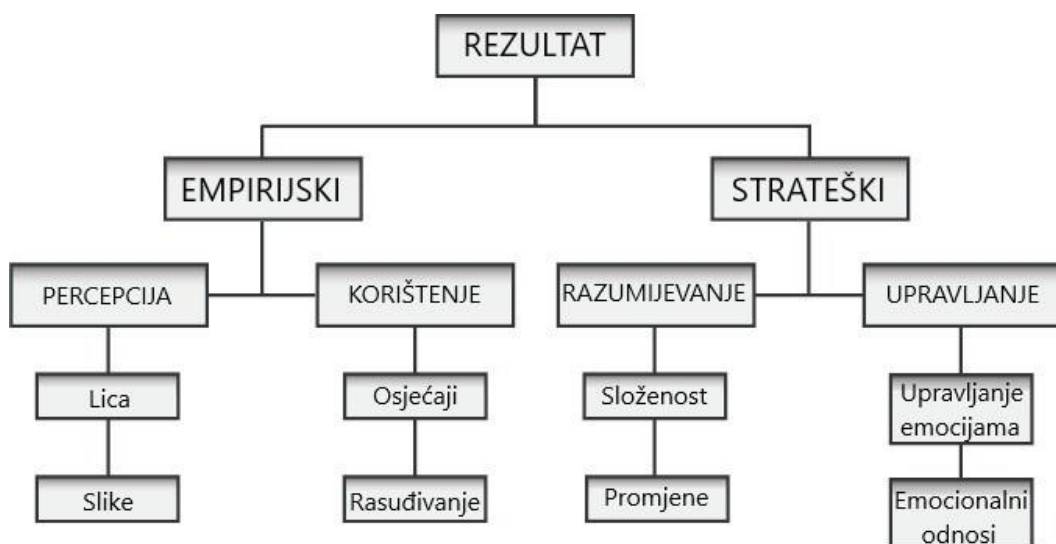 REZULTAT
EMPIRIJSKI
STRATEŠKI
PERCEPCIJA
KORIŠTENJE
RAZUMIJEVANJE
UPRAVLJANJE
Lica
Osjećaji
Složenost
Upravljanje
emocijama
Slike
Rasuđivanje
Promjene
Emocionalni
odnosi